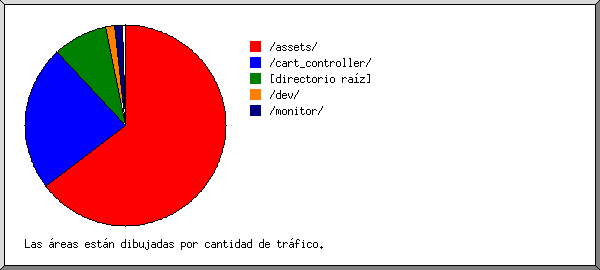 /assets/
/cart_controller/
[directorio raíz]
/dev/
/monitor/
Las áreas están dibujadas por cantidad de tráfico.